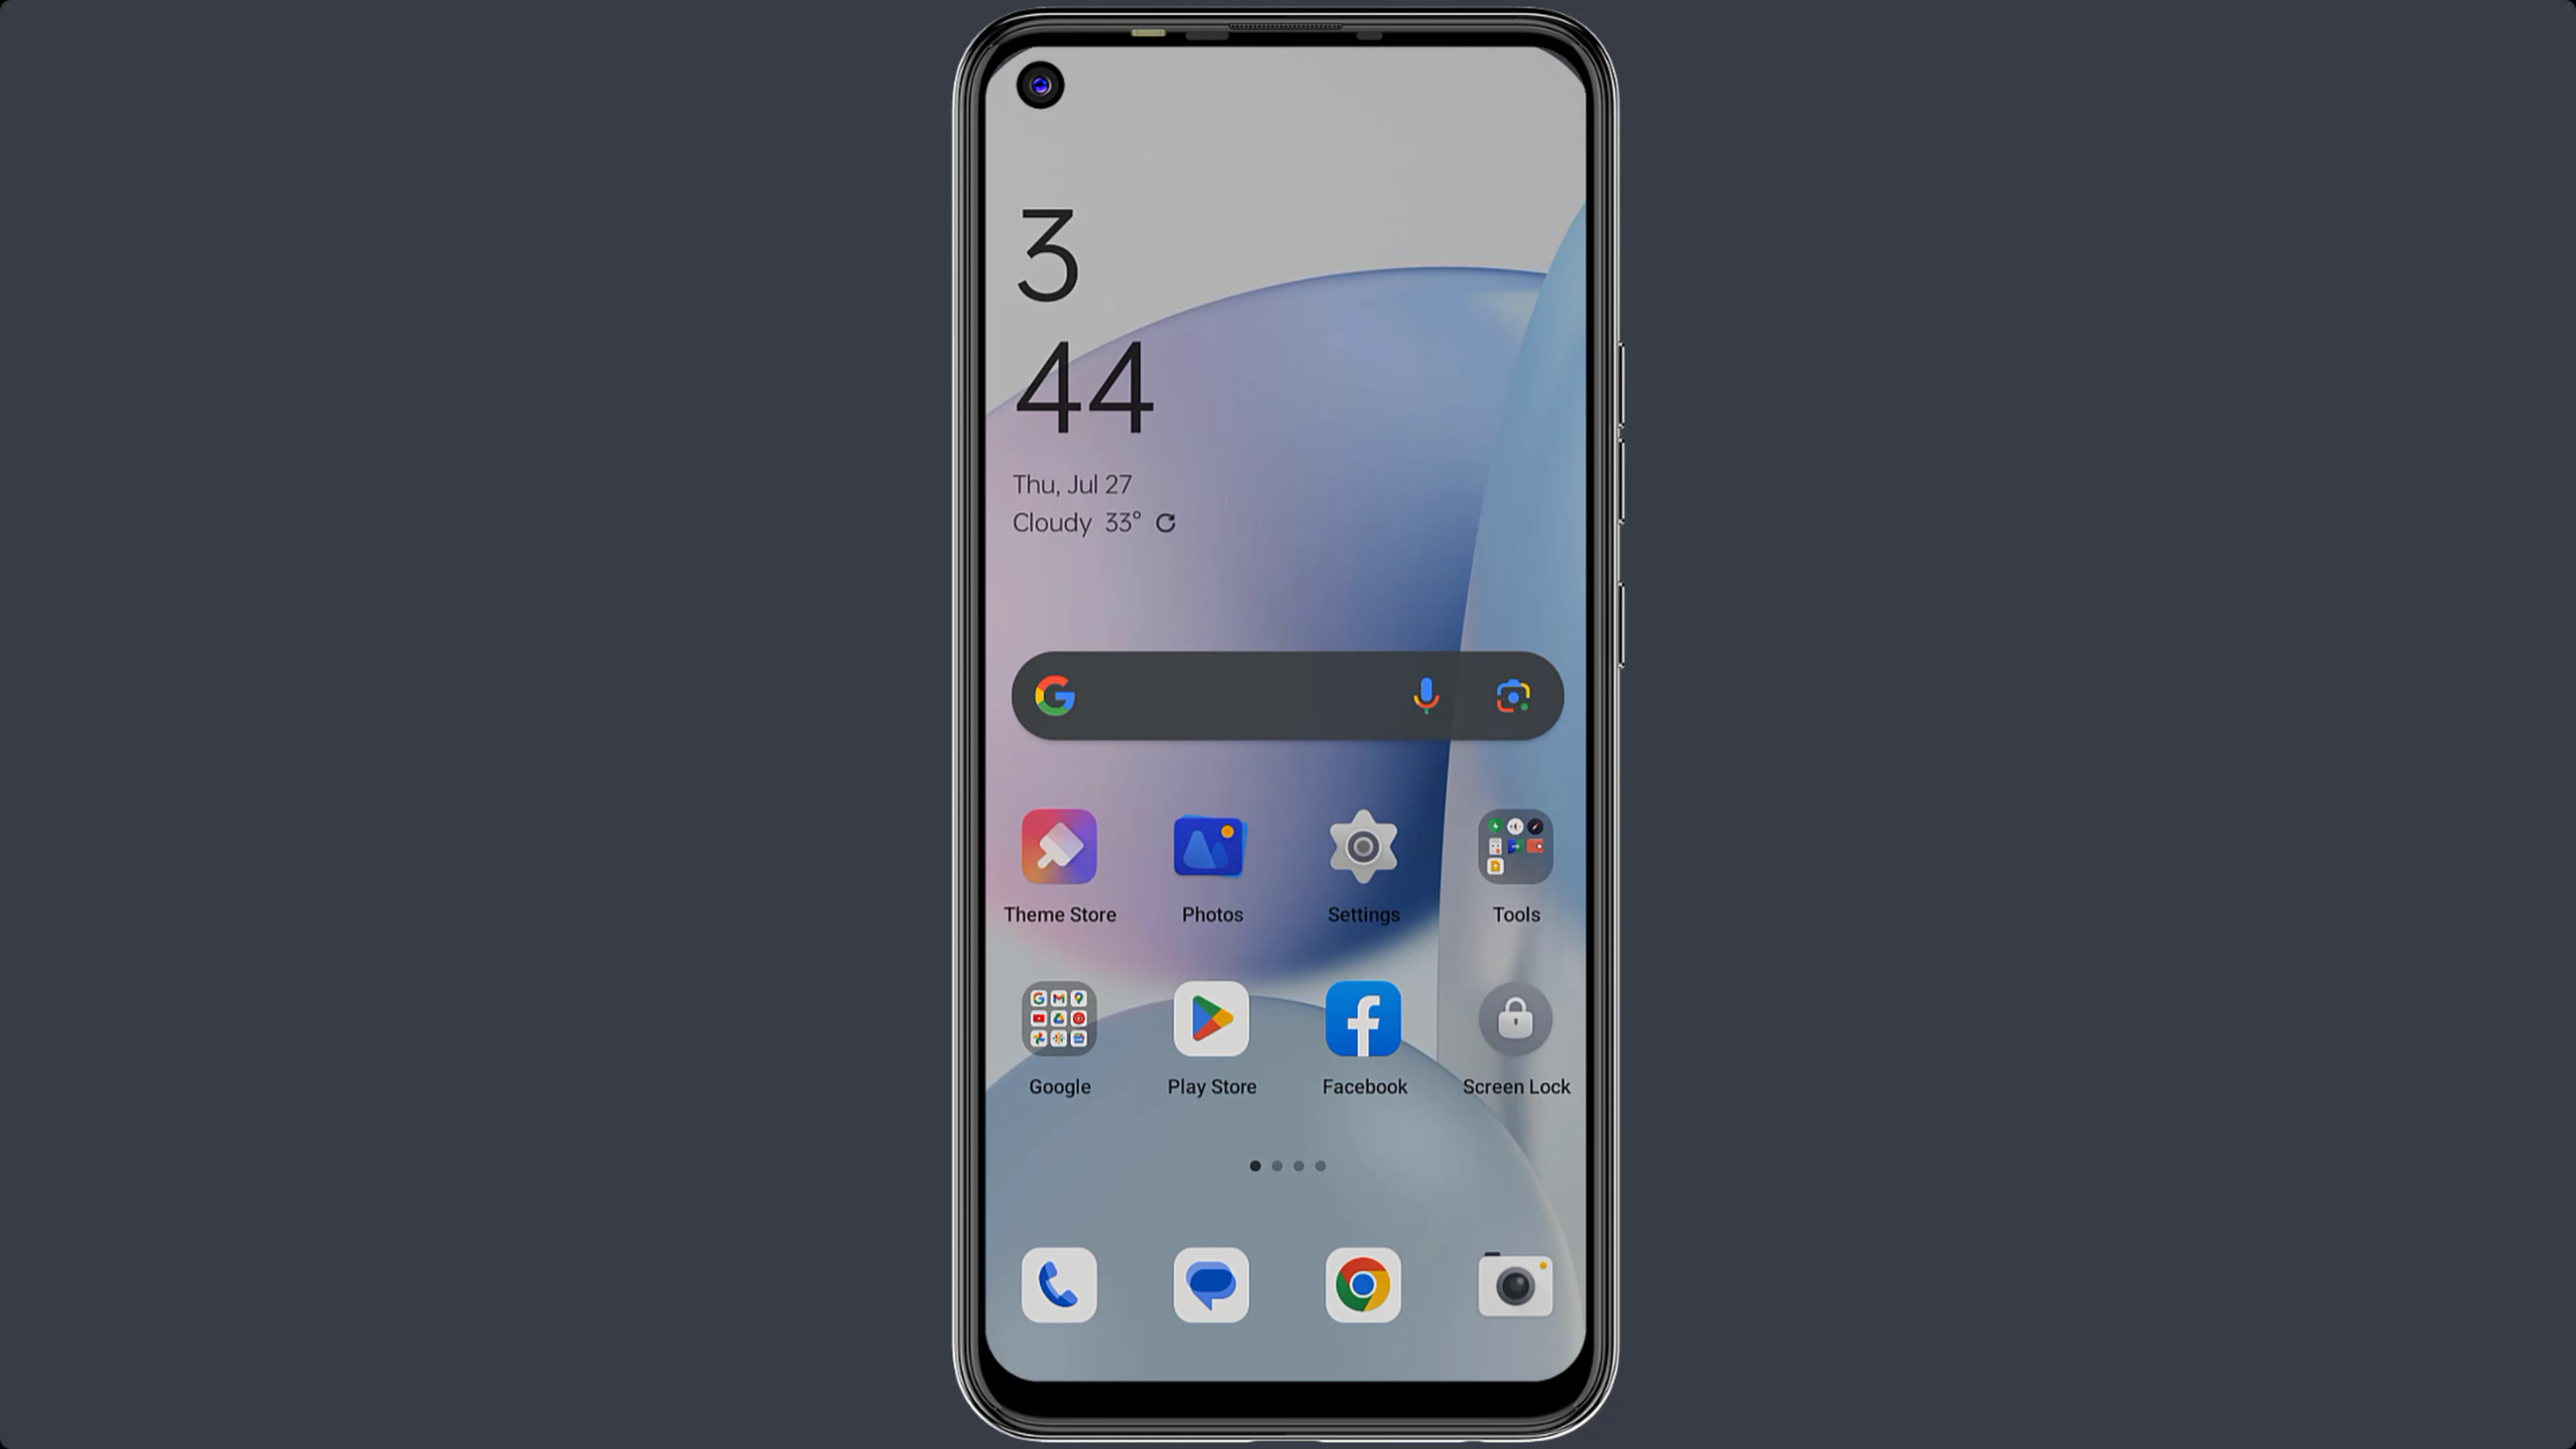 3
44
Thu, Jul 27
Cloudy 33°
Theme Store
Photos
Settings
Tools
Google
Play Store
Facebook
Screen Lock